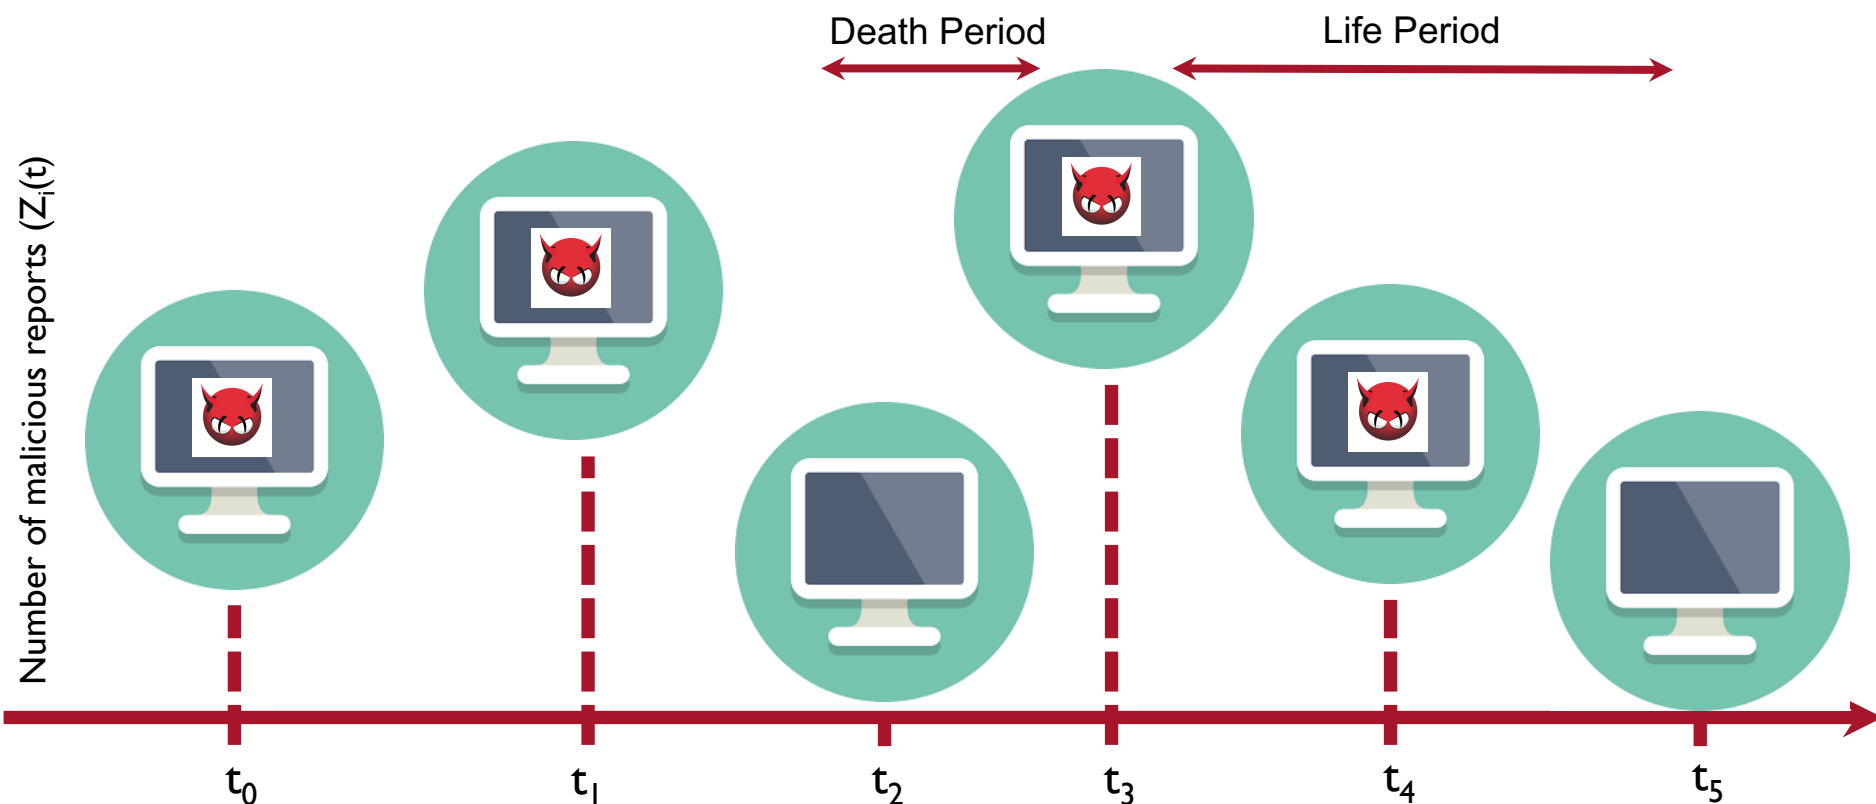 Death Period
Life Period
Number of malicious reports (Zᵢ(t)
t₀
t₁
t₂
t₃
t₄
t₅